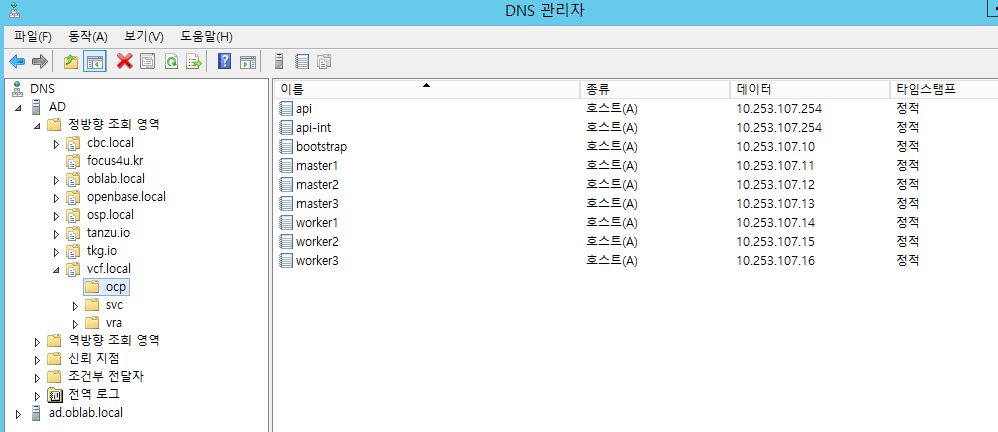 DNS 관리자
파일(F) 동작(A) 보기(V) 도움말(H)
DNS
AD
정방향 조회 영역
cbc.local
focus4u.kr
oblab.local
openbase.local
osp.local
tanzu.io
tkg.io
vcf.local
ocp
svc
vra
역방향 조회 영역
신뢰 지점
조건부 전달자
전역 로그
ad.oblab.local
이름 종류 데이터 타임스탬프
api 호스트(A) 10.253.107.254 정적
api-int 호스트(A) 10.253.107.254 정적
bootstrap 호스트(A) 10.253.107.10 정적
master1 호스트(A) 10.253.107.11 정적
master2 호스트(A) 10.253.107.12 정적
master3 호스트(A) 10.253.107.13 정적
worker1 호스트(A) 10.253.107.14 정적
worker2 호스트(A) 10.253.107.15 정적
worker3 호스트(A) 10.253.107.16 정적